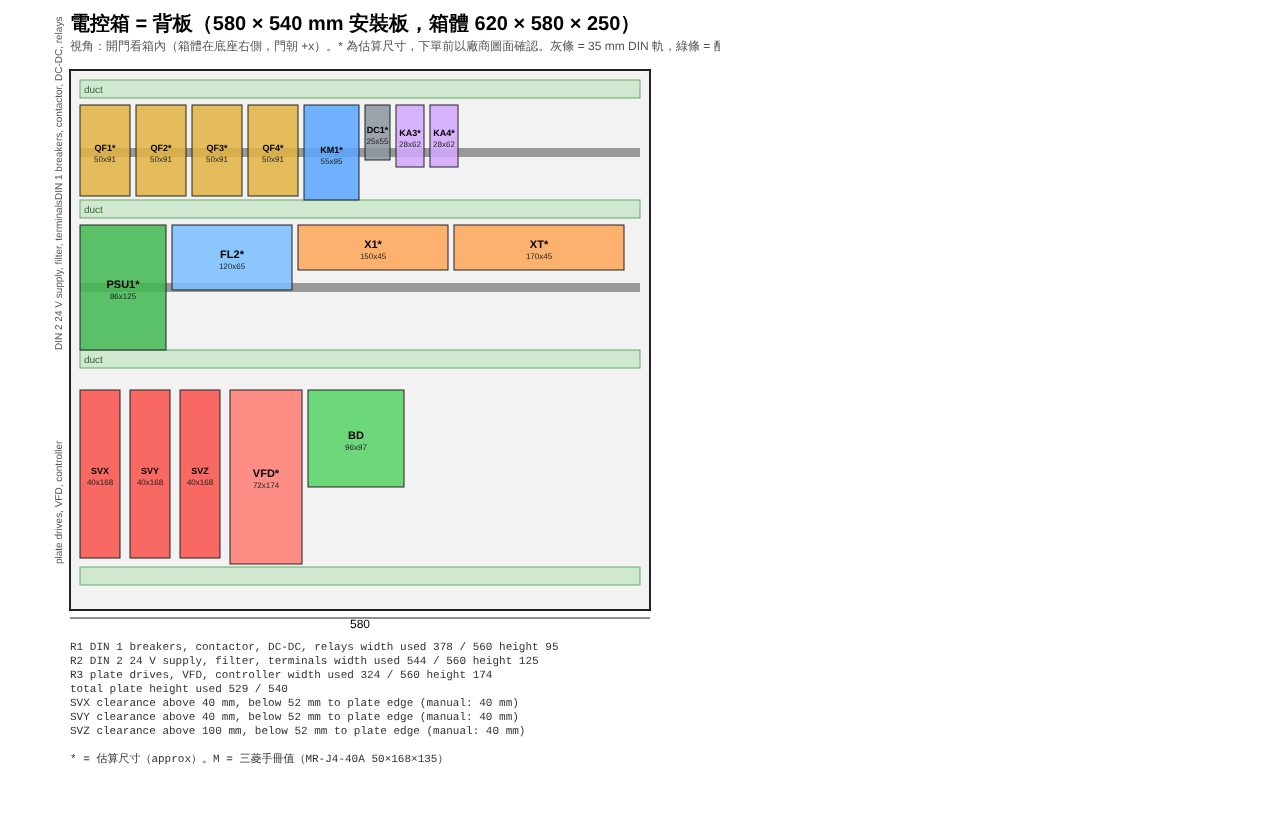 電控箱 = 背板（580 × 540 mm 安裝板，箱體 620 × 580 × 250）
視角：開門看箱內（箱體在底座右側，門朝 +x）。* 為估算尺寸，下單前以廠商圖面確認。灰條 = 35 mm DIN 軌，綠條 =
DIN 1 breakers, contactor, DC-DC, relays
duct
QF1*
50x91
QF2*
50x91
QF3*
50x91
QF4*
50x91
KM1*
55x95
DC1*
25x55
KA3*
28x62
KA4*
28x62
duct
DIN 2 24 V supply, filter, terminals
PSU1*
86x125
FL2*
120x65
X1*
150x45
XT*
170x45
duct
plate drives, VFD, controller
SVX
40x168
SVY
40x168
SVZ
40x168
VFD*
72x174
BD
96x97
580
R1 DIN 1 breakers, contactor, DC-DC, relays width used 378 / 560 height 95
R2 DIN 2 24 V supply, filter, terminals width used 544 / 560 height 125
R3 plate drives, VFD, controller width used 324 / 560 height 174
total plate height used 529 / 540
SVX clearance above 40 mm, below 52 mm to plate edge (manual: 40 mm)
SVY clearance above 40 mm, below 52 mm to plate edge (manual: 40 mm)
SVZ clearance above 100 mm, below 52 mm to plate edge (manual: 40 mm)
* = 估算尺寸（approx）。M = 三菱手冊值（MR-J4-40A 50×168×135）